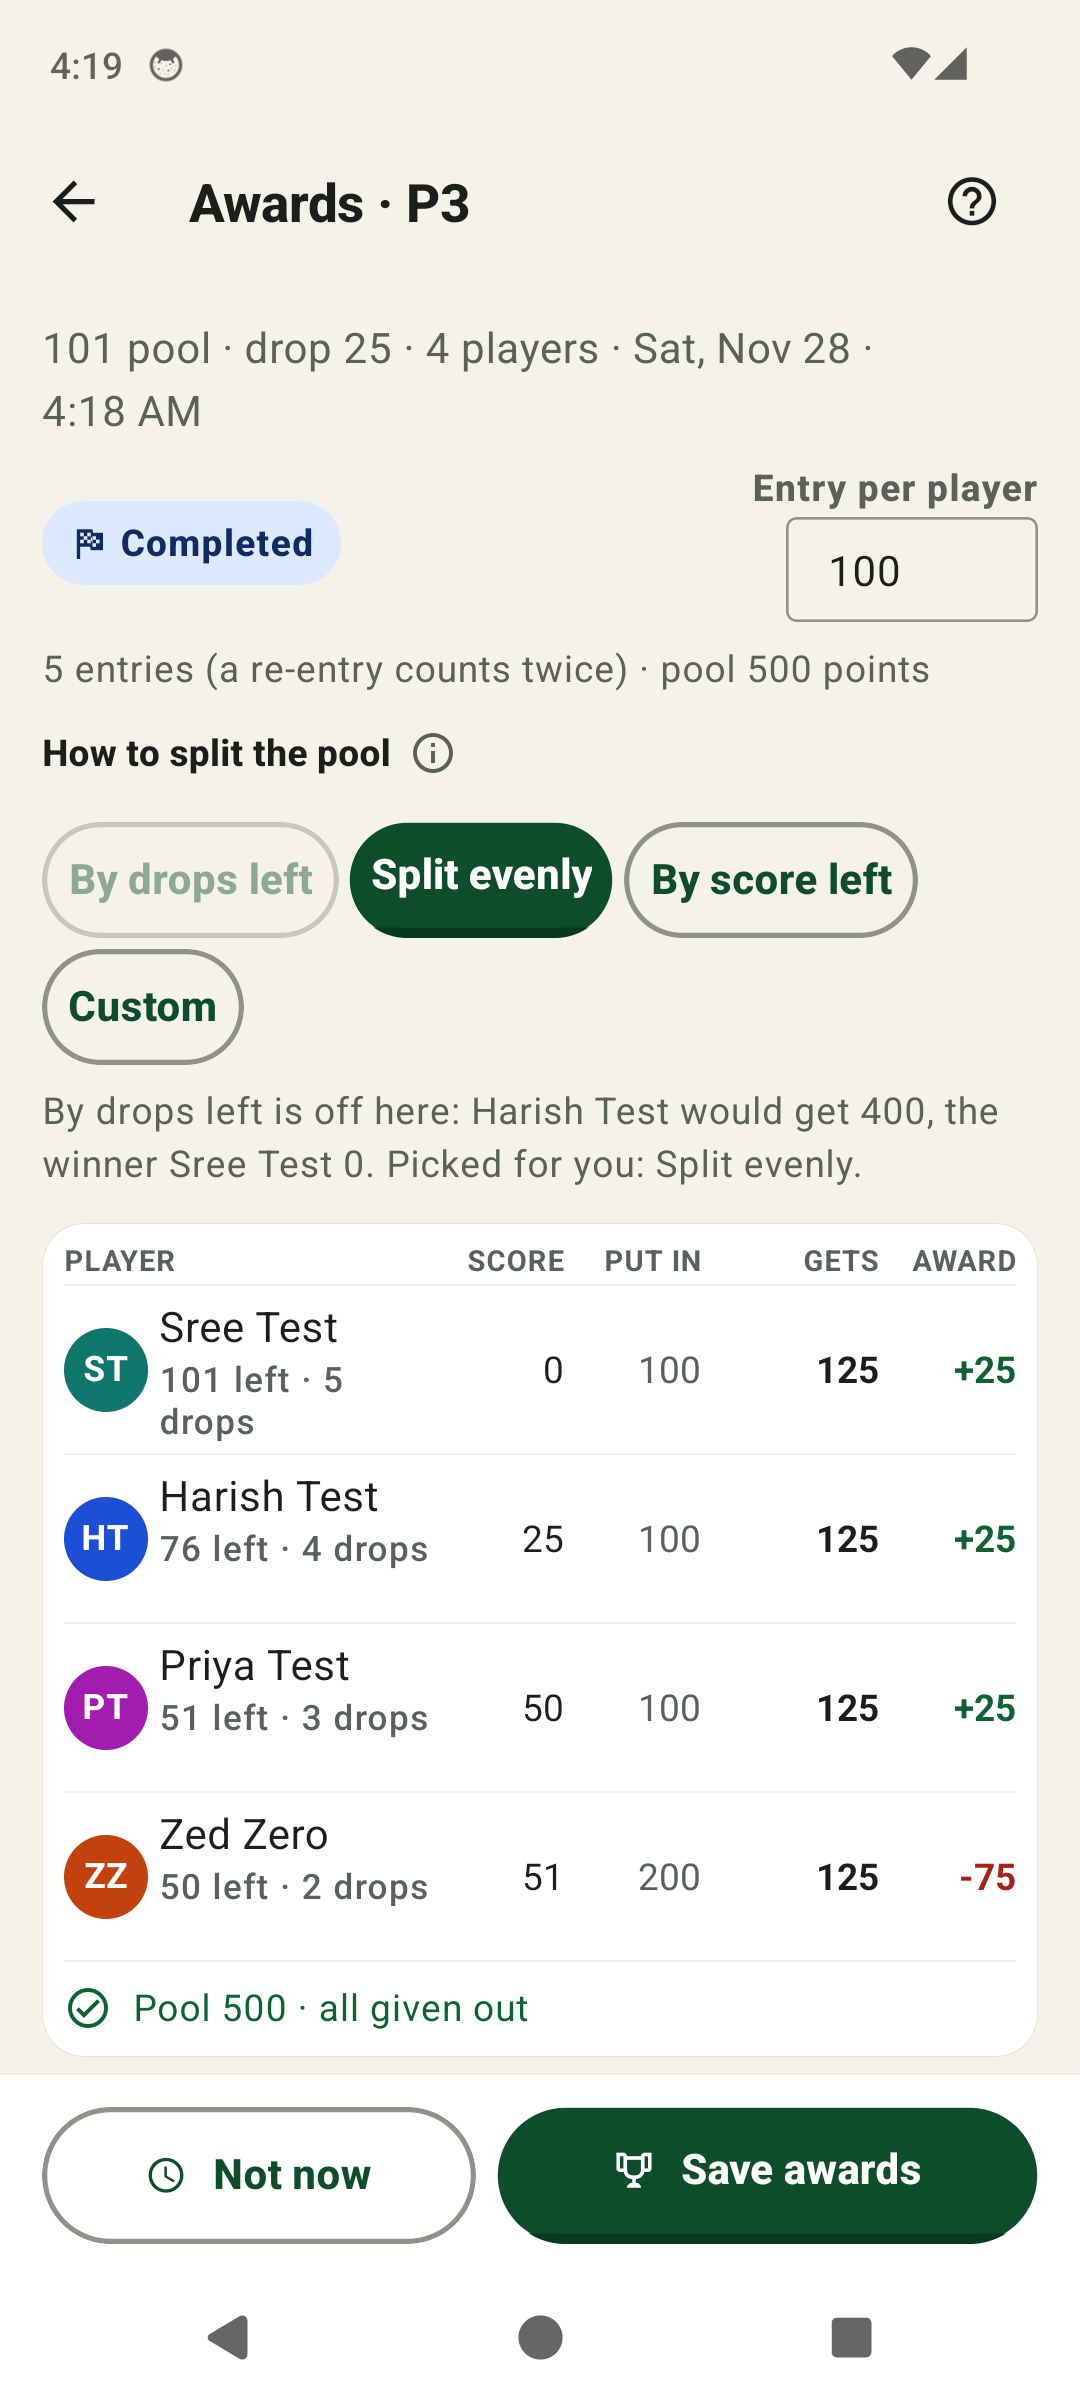 4:19
Awards · P3
101 pool · drop 25 · 4 players · Sat, Nov 28 ·
4:18 AM
Entry per player
Completed
100
5 entries (a re-entry counts twice) · pool 500 points
How to split the pool
By drops left
Split evenly
By score left
Custom
By drops left is off here: Harish Test would get 400, the
winner Sree Test 0. Picked for you: Split evenly.
PLAYER SCORE PUT IN GETS AWARD
Sree Test
ST 101 left · 5 drops 0 100 125 +25
Harish Test
HT 76 left · 4 drops 25 100 125 +25
Priya Test
PT 51 left · 3 drops 50 100 125 +25
Zed Zero
ZZ 50 left · 2 drops 51 200 125 -75
Pool 500 · all given out
Not now
Save awards